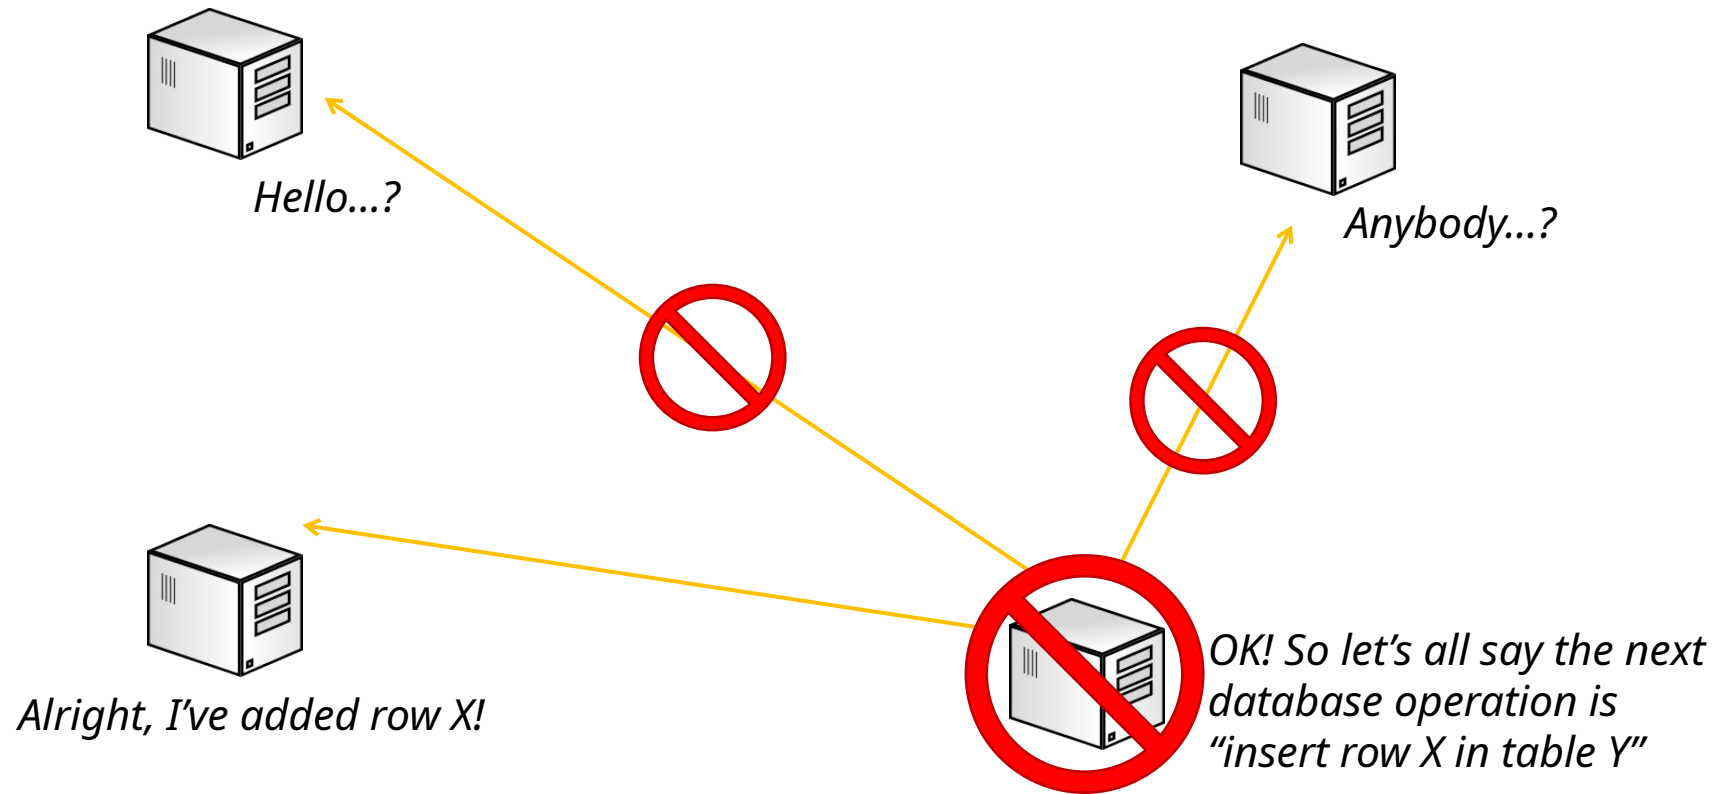 Hello…?
Anybody…?
Alright, I’ve added row X!
OK! So let’s all say the next
database operation is
“insert row X in table Y”